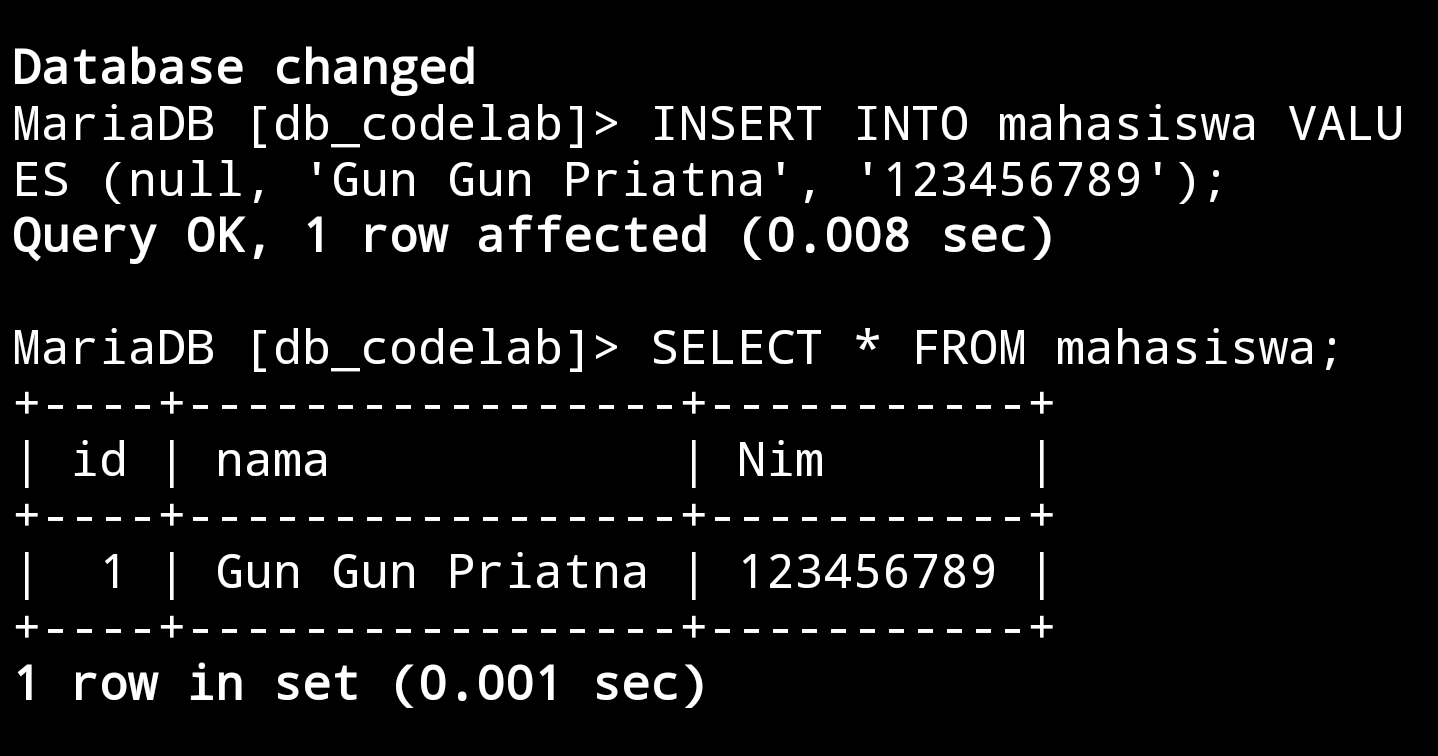 Database changed
MariaDB [db_codelab]> INSERT INTO mahasiswa VALU
ES (null, 'Gun Gun Priatna', '123456789');
Query OK, 1 row affected (0.008 sec)

MariaDB [db_codelab]> SELECT * FROM mahasiswa;
+----+-----------------+-----------+
| id | nama            | Nim       |
+----+-----------------+-----------+
|  1 | Gun Gun Priatna | 123456789 |
+----+-----------------+-----------+
1 row in set (0.001 sec)